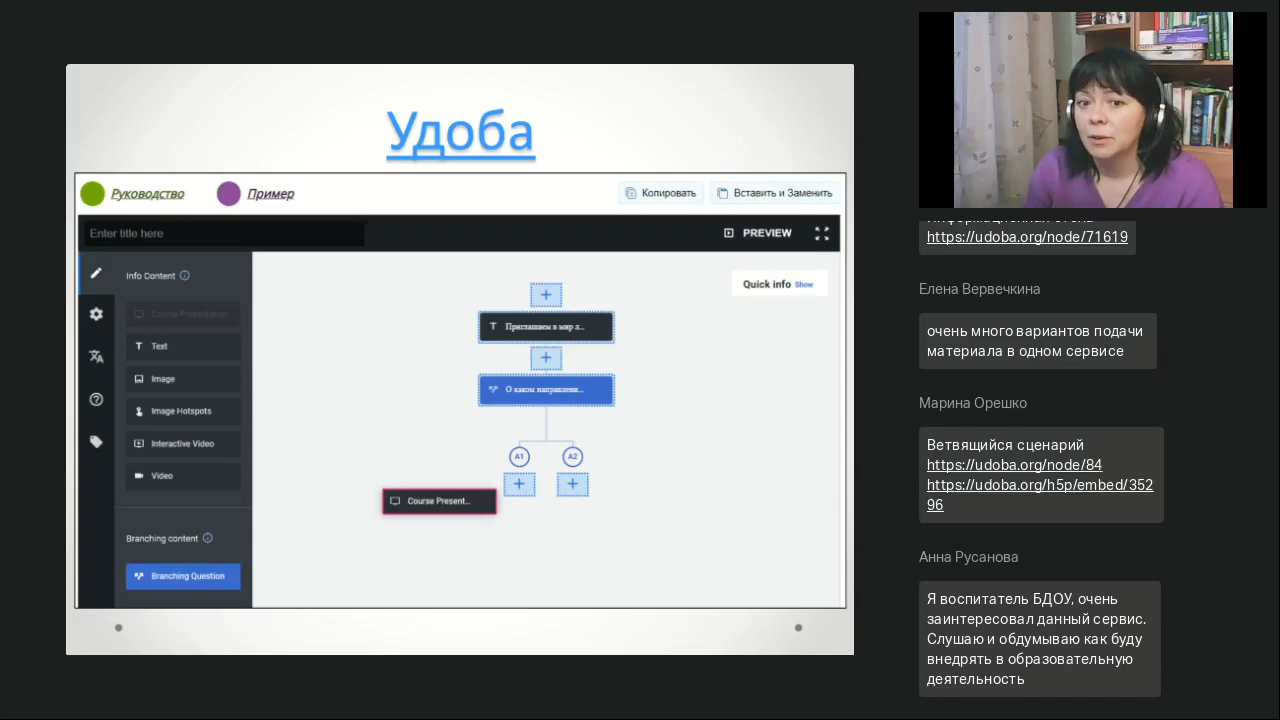 Удоба
Руководство
Пример
Копировать
Вставить и Заменить
Enter title here
PREVIEW
Info Content
Quick info Show
Course Presentation
Text
Image
Image Hotspots
Interactive Video
Video
Branching content
Branching Question
Приглашаем в мир л...
О каком направлени...
A1
A2
Course Present...
https://udoba.org/node/71619
Елена Вервечкина
очень много вариантов подачи
материала в одном сервисе
Марина Орешко
Ветвящийся сценарий
https://udoba.org/node/84
https://udoba.org/h5p/embed/352
96
Анна Русанова
Я воспитатель БДОУ, очень
заинтересовал данный сервис.
Слушаю и обдумываю как буду
внедрять в образовательную
деятельность